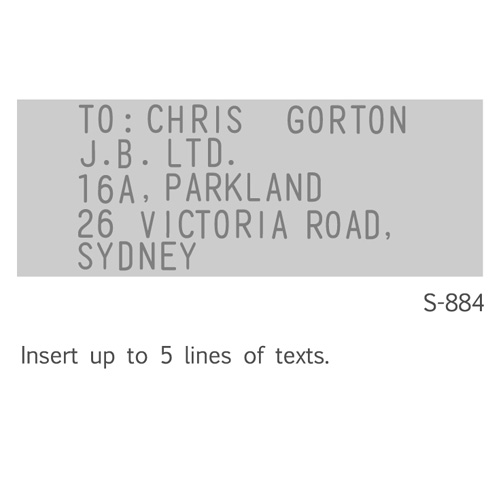 TO: CHRIS GORTON
J.B. LTD.
16A, PARKLAND
26 VICTORIA ROAD,
SYDNEY
S-884
Insert up to 5 lines of texts.